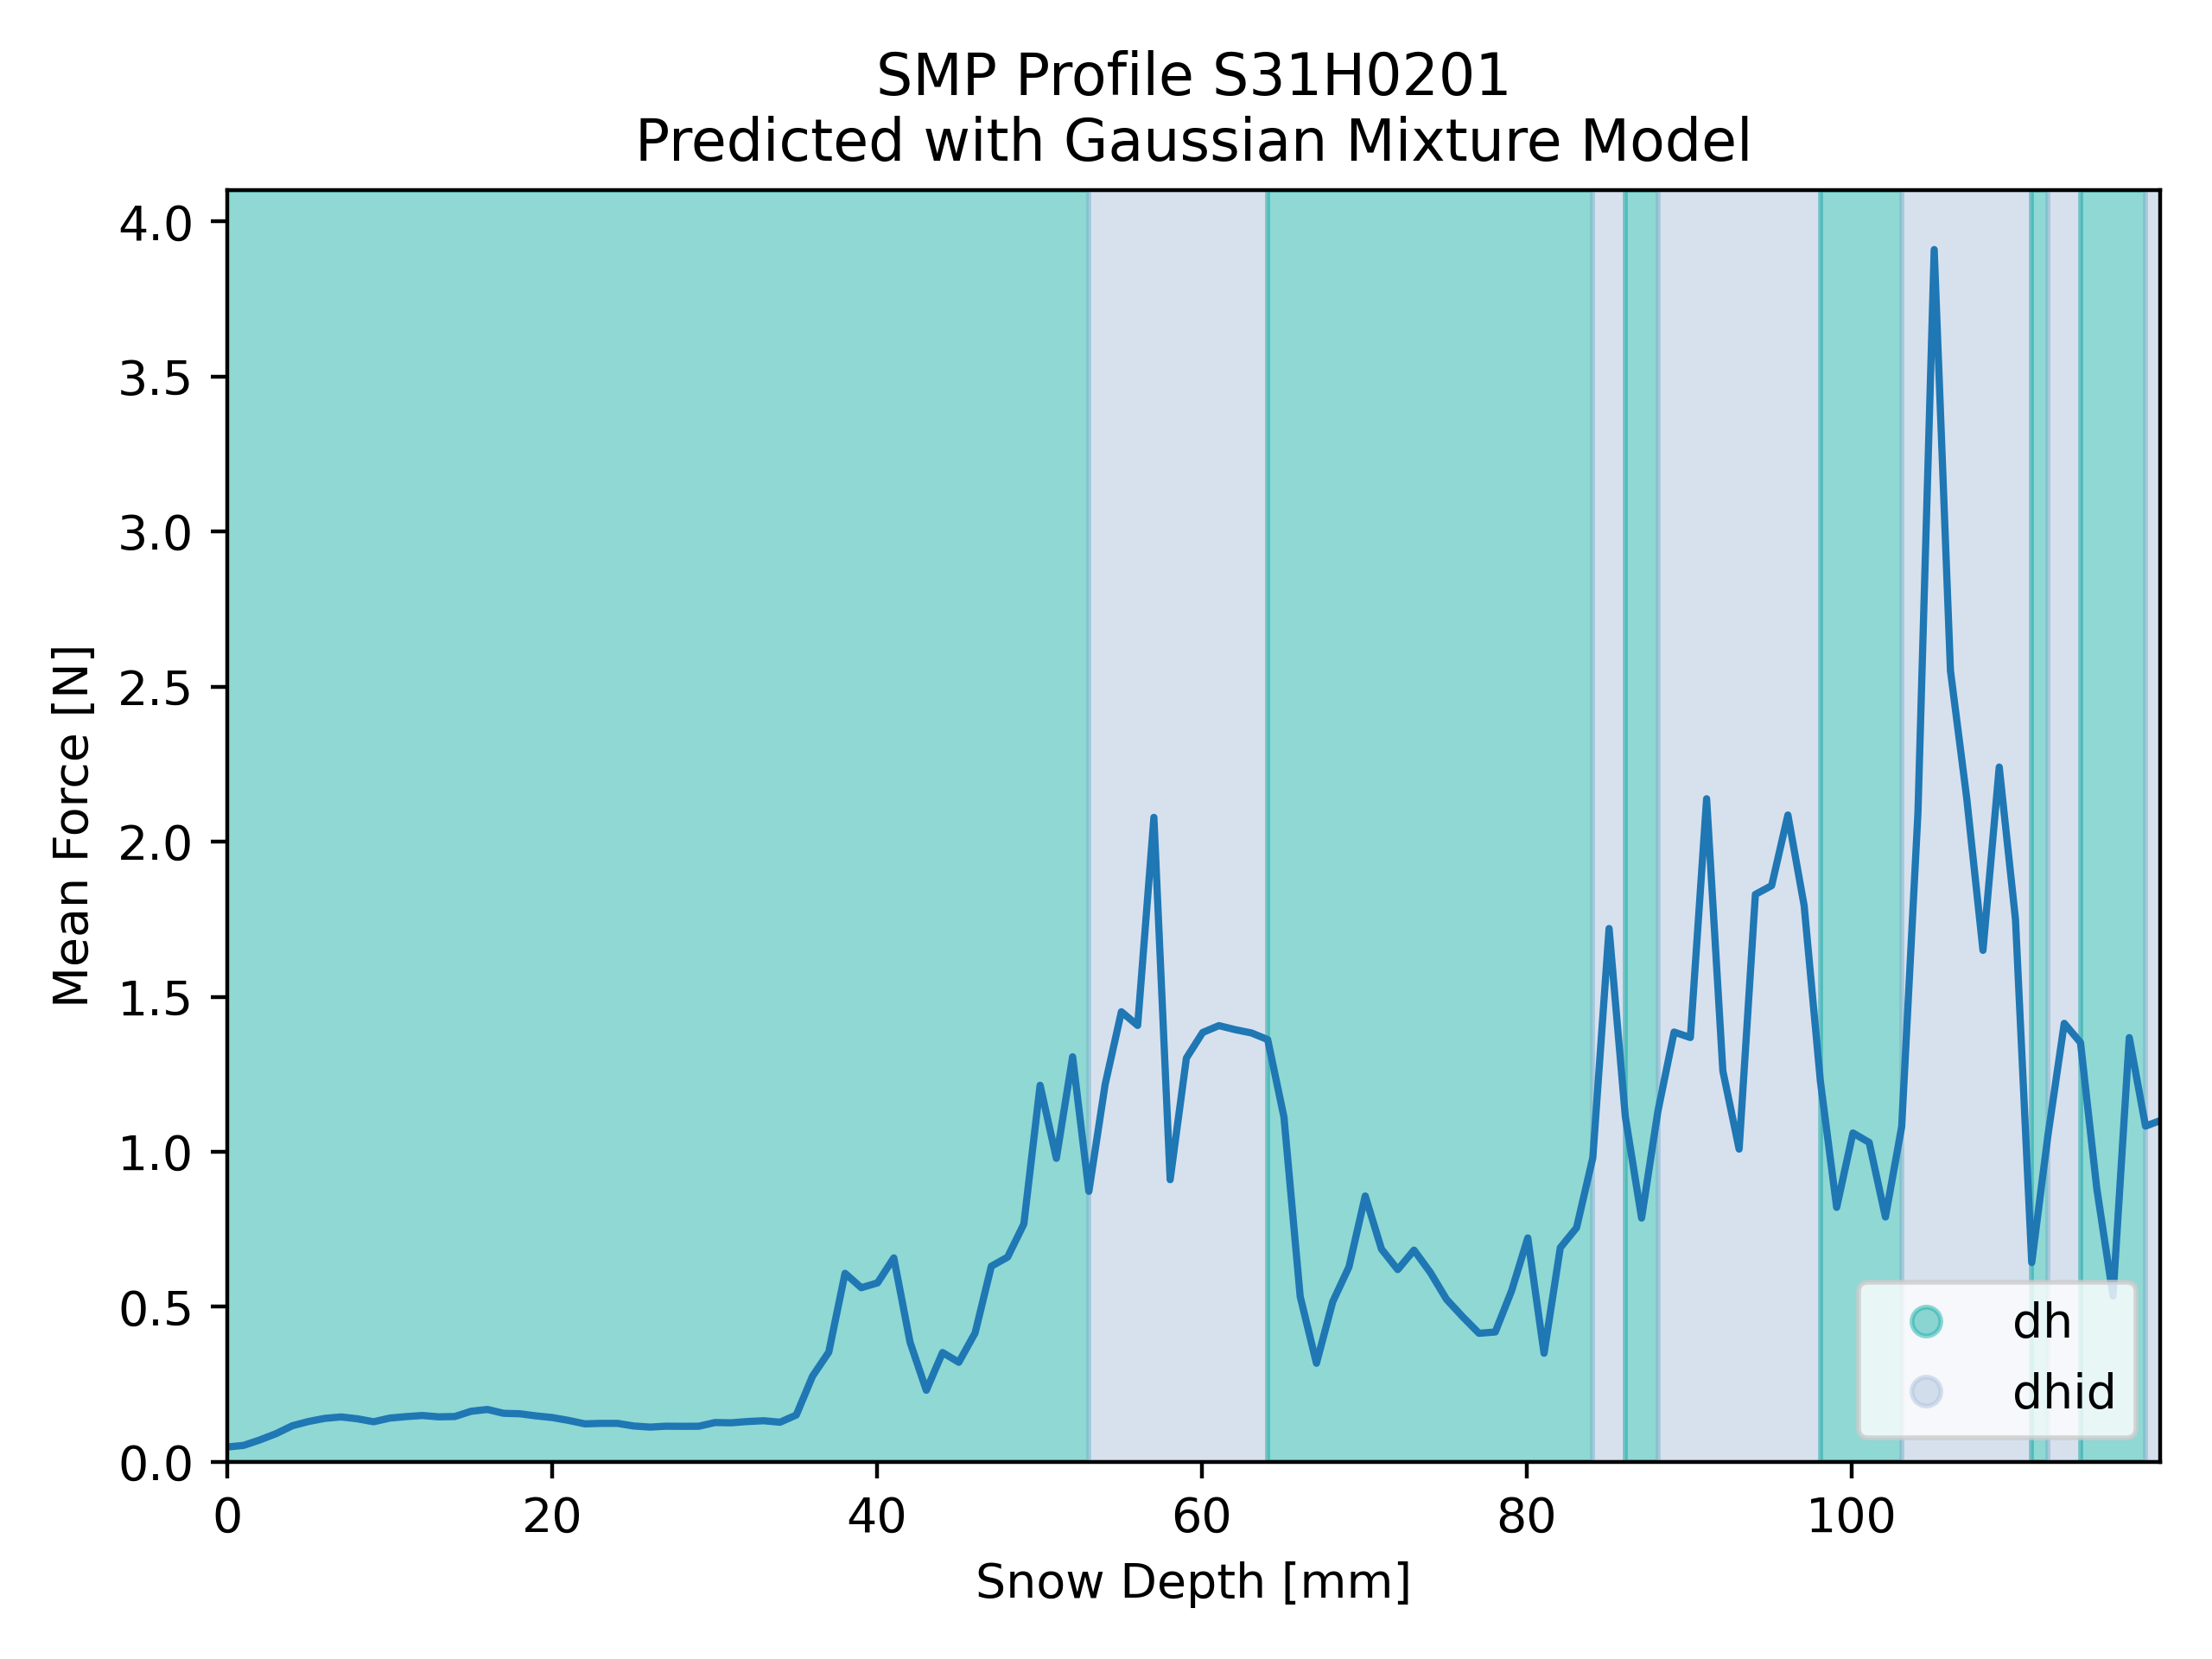 SMP Profile S31H0201
Predicted with Gaussian Mixture Model
Mean Force [N]
4.0
3.5
3.0
2.5
2.0
1.5
1.0
0.5
0.0
dh
dhid
0 20 40 60 80 100
Snow Depth [mm]